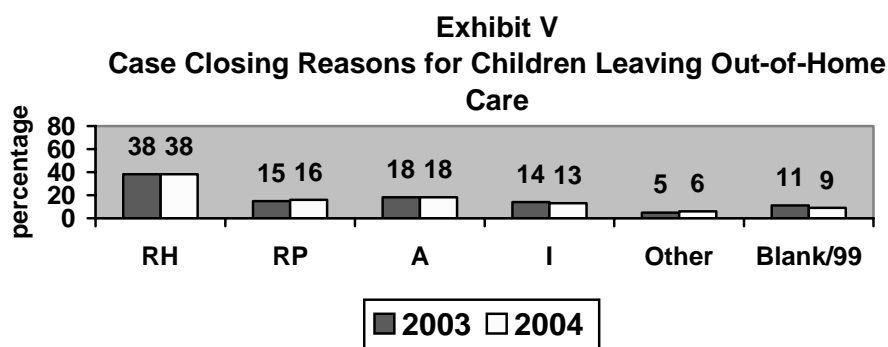 Exhibit V
Case Closing Reasons for Children Leaving Out-of-Home
Care
percentage
80
60
40
20
0
38 38
15 16
18 18
14 13
5 6
11 9
RH RP A I Other Blank/99
2003 2004